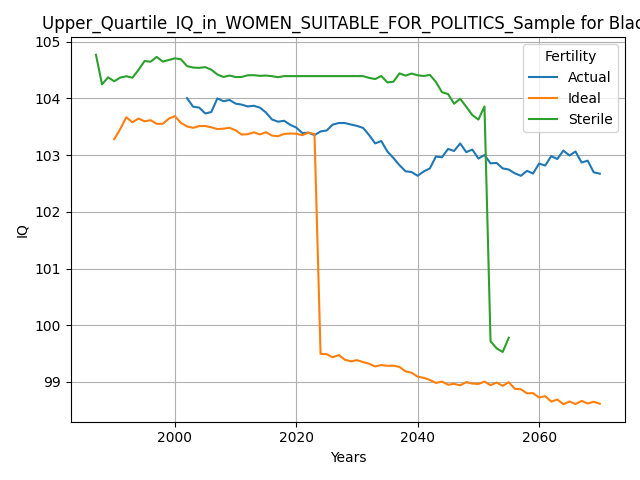 Upper_Quartile_IQ_in_WOMEN_SUITABLE_FOR_POLITICS_Sample for Blac
105
104
103
102
101
100
99
IQ
Fertility
Actual
Ideal
Sterile
2000
2020
2040
2060
Years